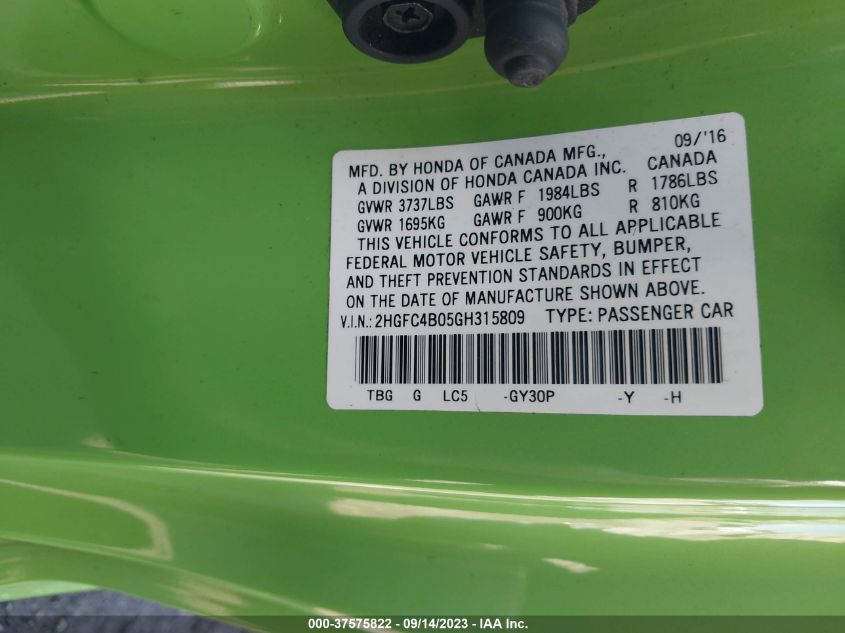 09/'16
MFD. BY HONDA OF CANADA MFG.,
A DIVISION OF HONDA CANADA INC. CANADA
GVWR 3737LBS GAWR F 1984LBS R 1786LBS
GVWR 1695KG GAWR F 900KG R 810KG
THIS VEHICLE CONFORMS TO ALL APPLICABLE
FEDERAL MOTOR VEHICLE SAFETY, BUMPER,
AND THEFT PREVENTION STANDARDS IN EFFECT
ON THE DATE OF MANUFACTURE SHOWN ABOVE.
V.I.N.: 2HGFC4B05GH315809 TYPE: PASSENGER CAR
TBG G LC5 -GY30P -Y -H
000-37575822 - 09/14/2023 - IAA